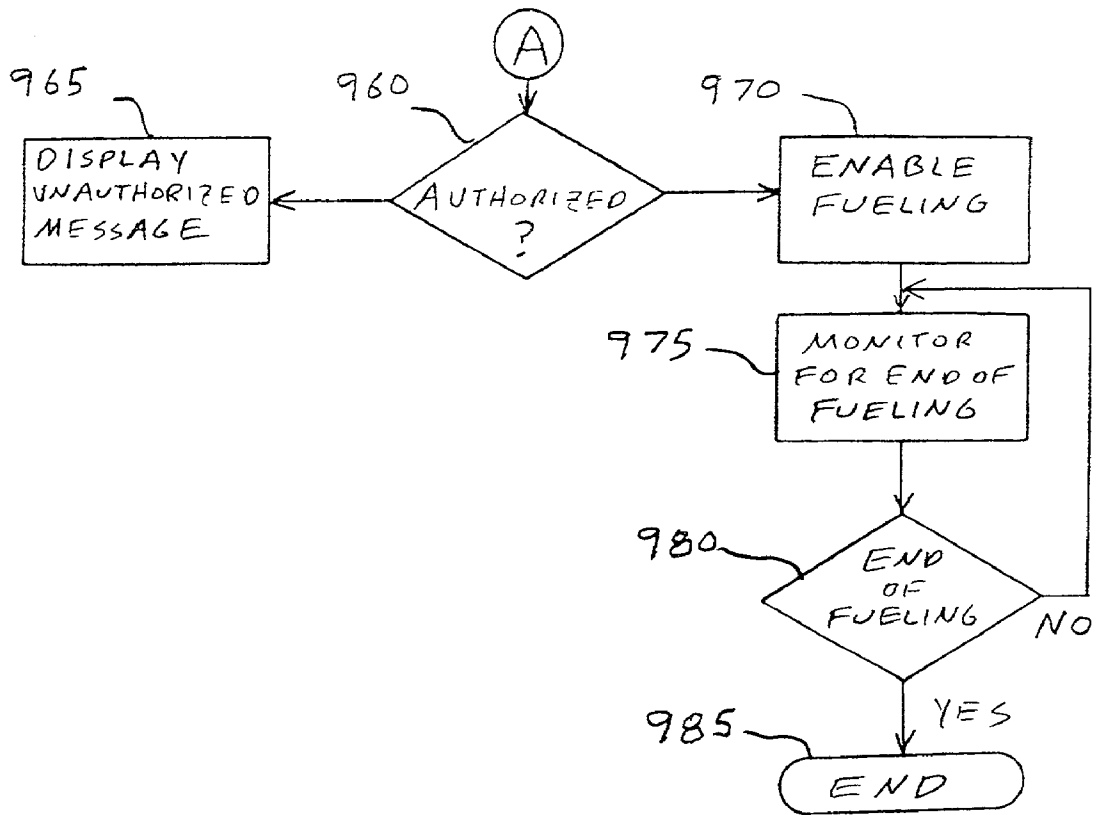 A
965
960
970
DISPLAY
UNAUTHORIZED
MESSAGE
AUTHORIZED
?
ENABLE
FUELING
975
MONITOR
FOR END OF
FUELING
980
END
OF
FUELING
NO
YES
985
END